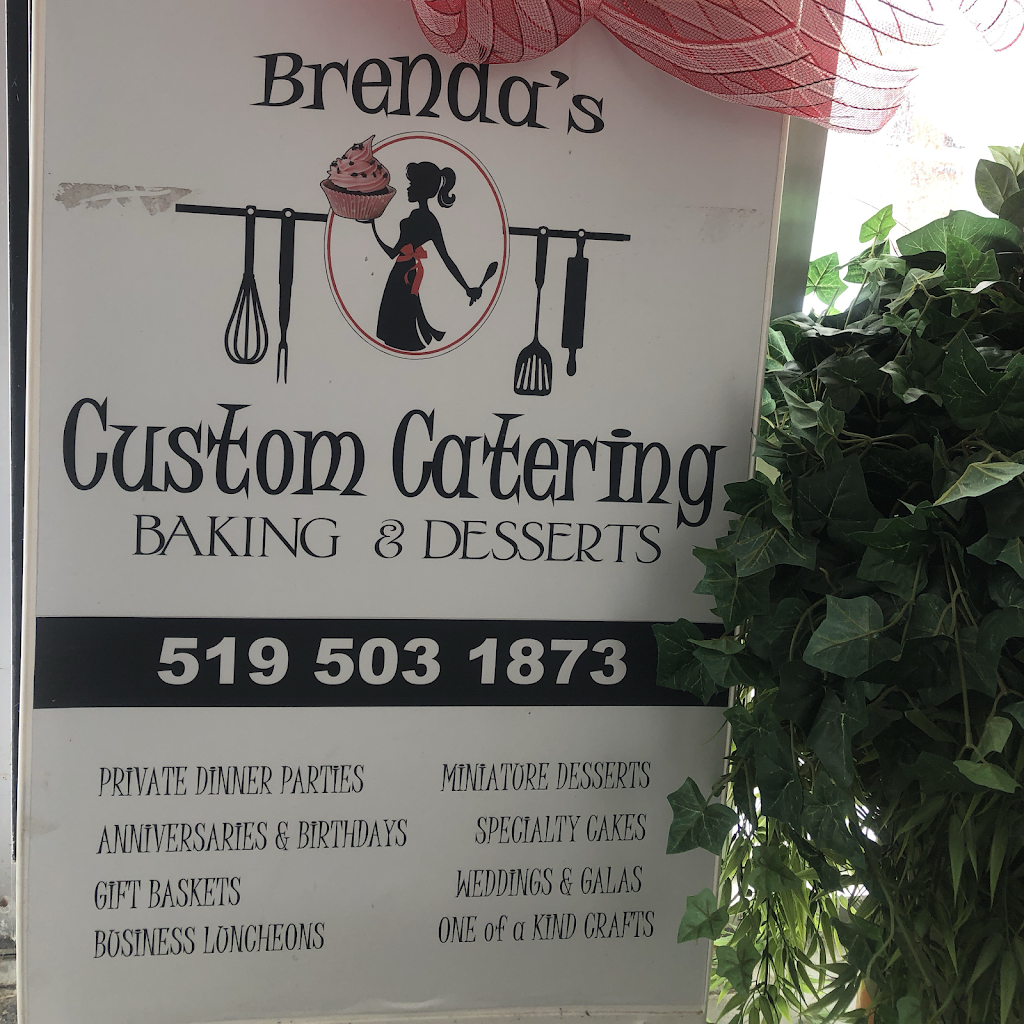 Brenda's
Custom Catering
BAKING & DESSERTS
519 503 1873
PRIVATE DINNER PARTIES
ANNIVERSARIES & BIRTHDAYS
GIFT BASKETS
BUSINESS LUNCHEONS
MINIATURE DESSERTS
SPECIALTY CAKES
WEDDINGS & GALAS
ONE of a KIND CRAFTS